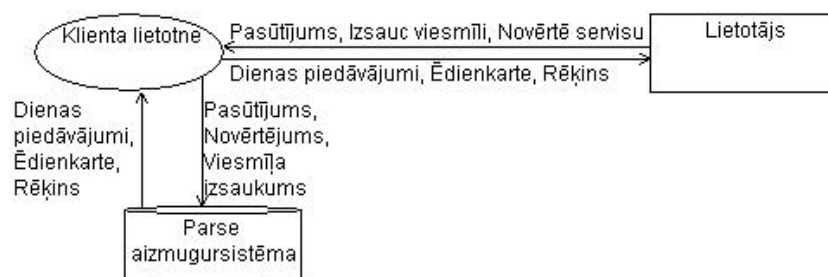 Klienta lietotne
Pasūtījums, Izsauc viesmīli, Novērtē servisu
Lietotājs
Dienas piedāvājumi, Ēdienkarte, Rēķins
Dienas
piedāvājumi,
Ēdienkarte,
Rēķins
Pasūtījums,
Novērtējums,
Viesmīļa
izsaukums
Parse
aizmugursistēma